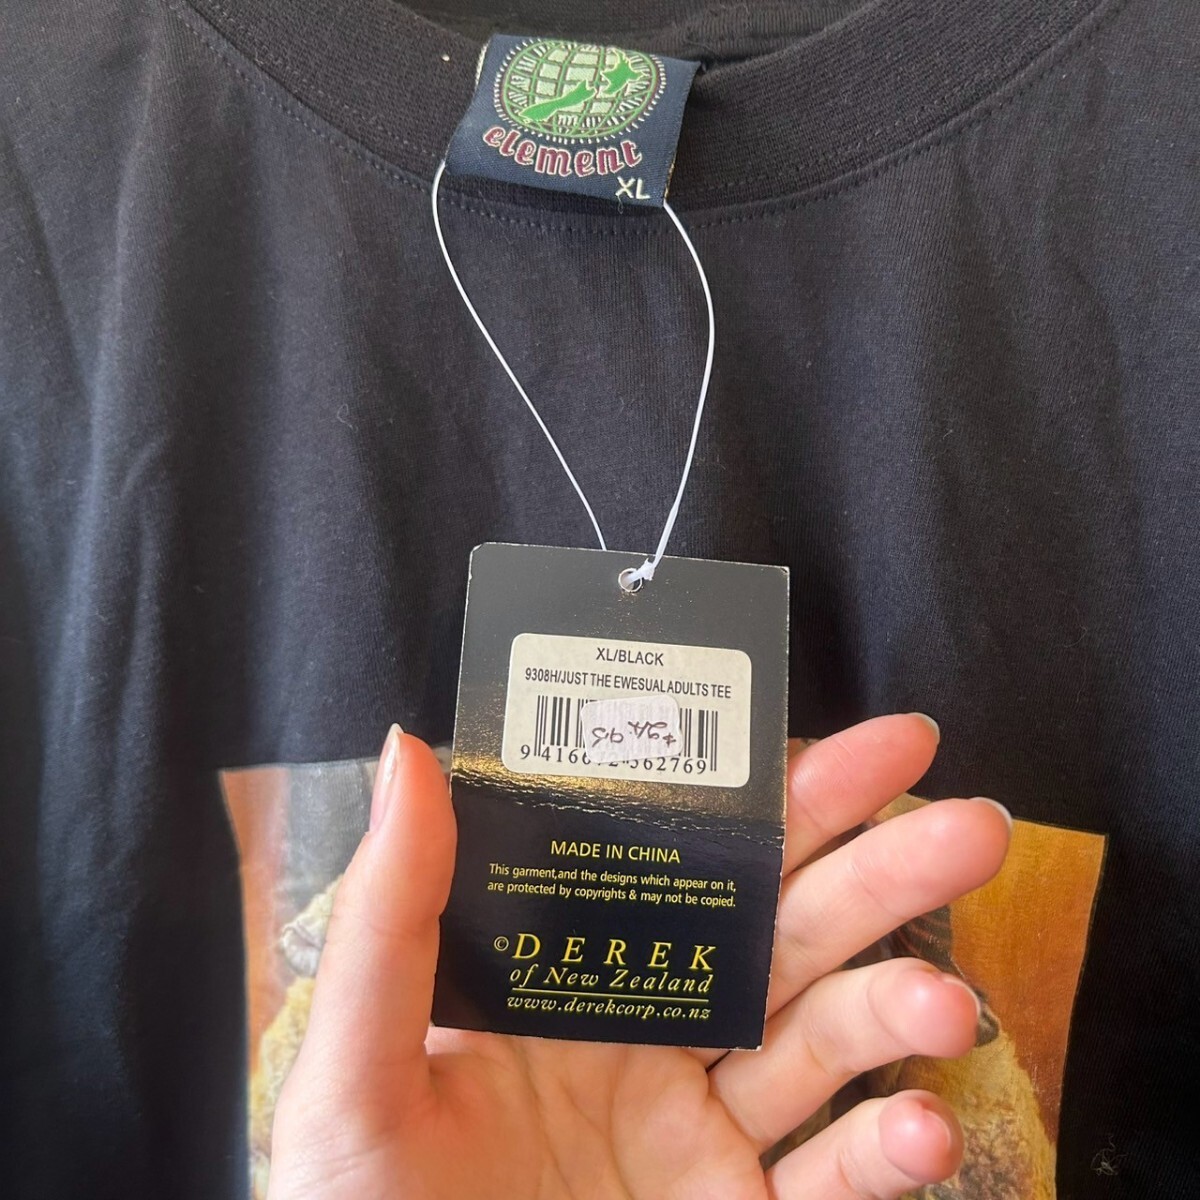 element
XL
XL/BLACK
9308H/JUST THE EWESUAL ADULTS TEE
MADE IN CHINA
This garment,and the designs which appear on it,
are protected by copyrights & may not be copied.
© DEREK
of New Zealand
www.derekcorp.co.nz